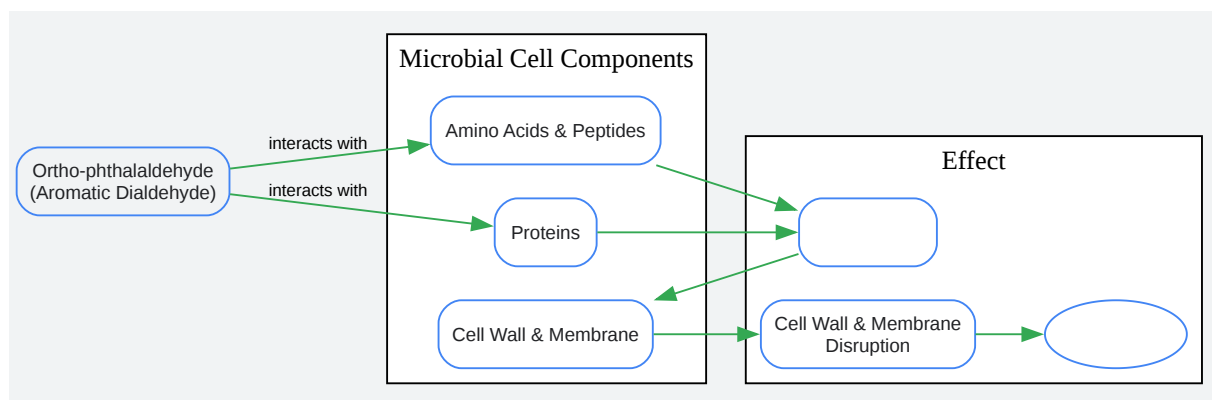 Microbial Cell Components
Amino Acids & Peptides
interacts with
Ortho-phthalaldehyde
(Aromatic Dialdehyde)
interacts with
Proteins
Cell Wall & Membrane
Effect
Cell Wall & Membrane
Disruption